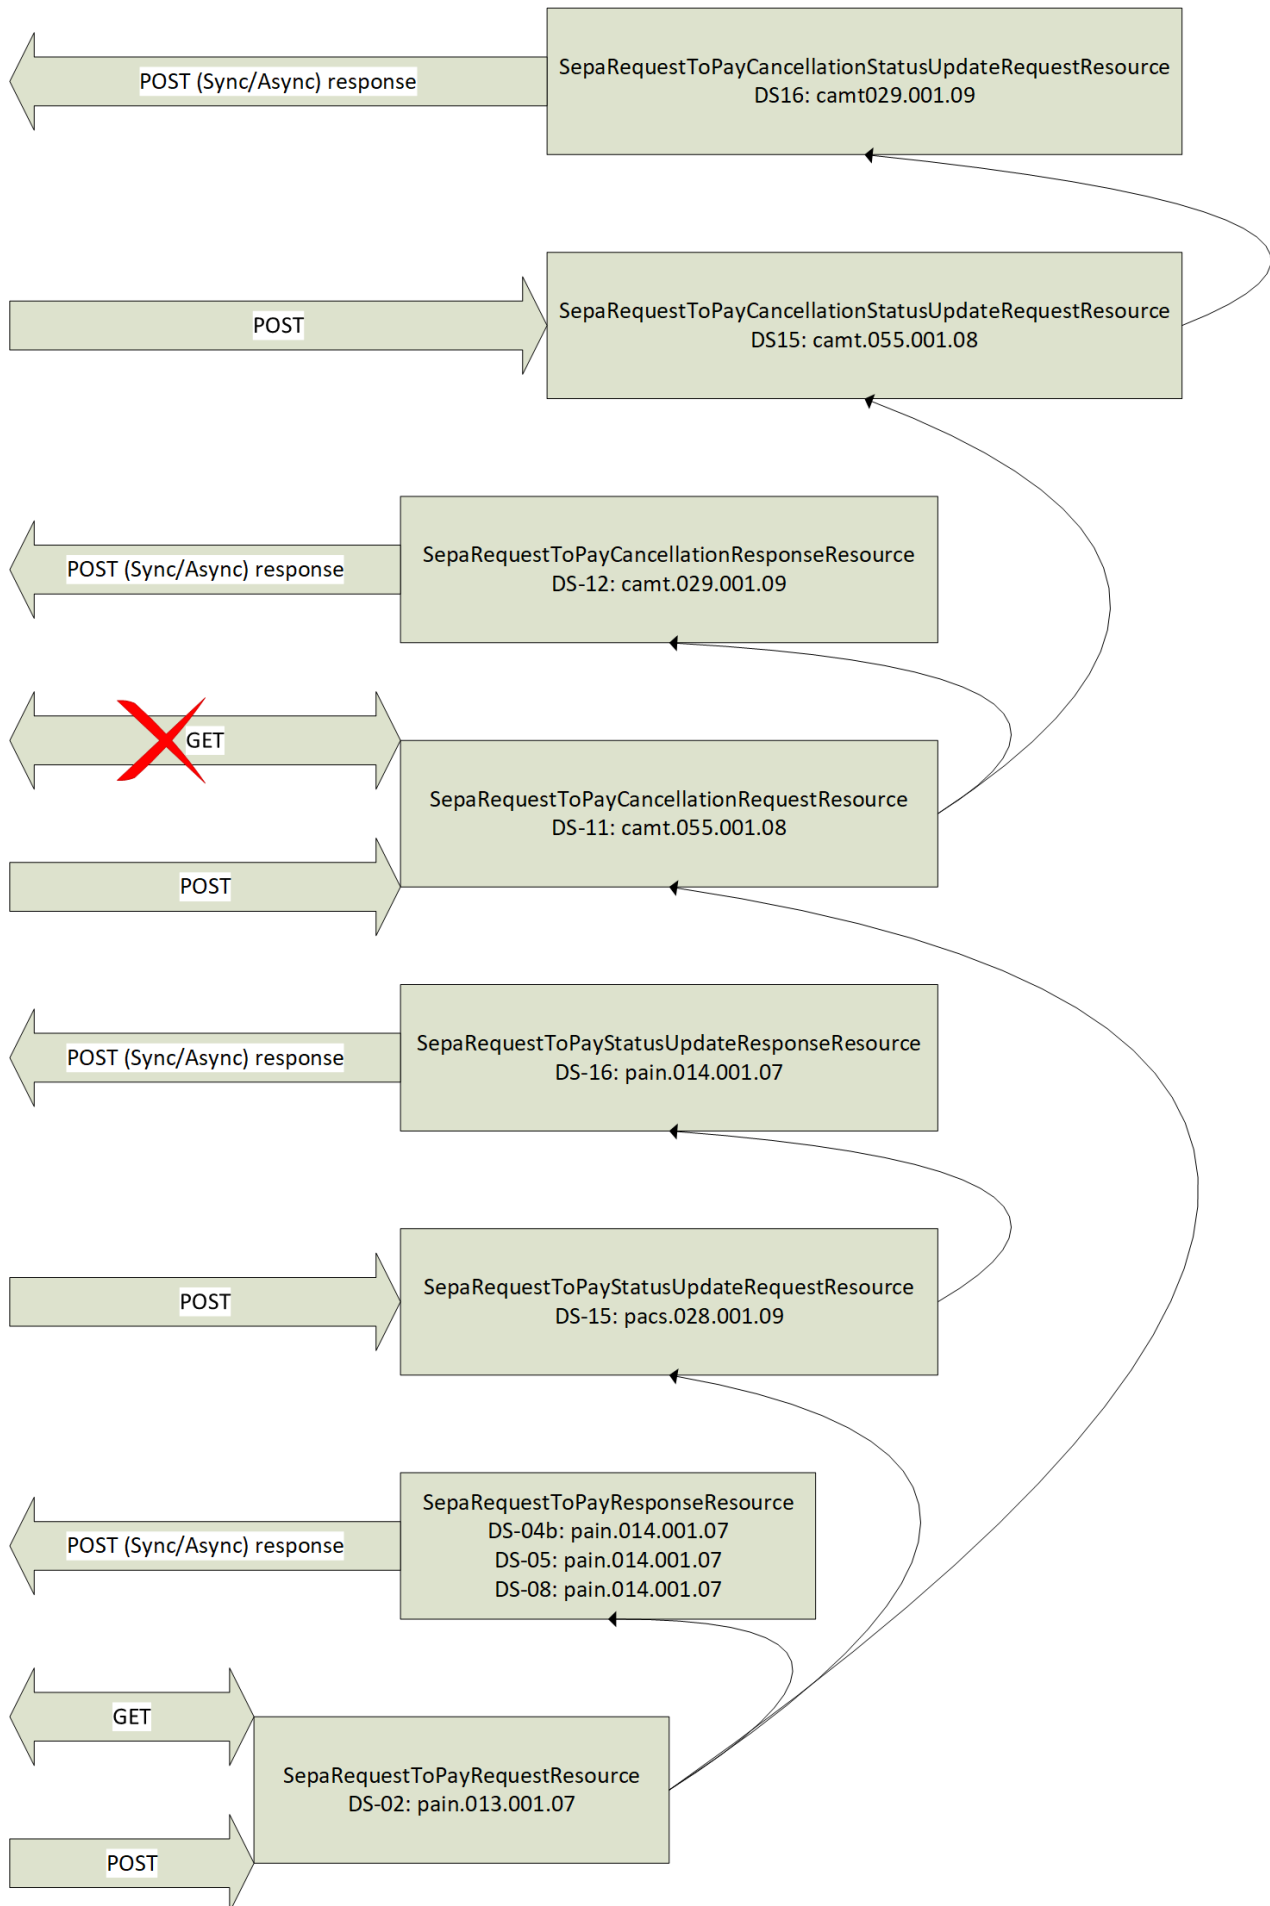 SepaRequestToPayCancellationStatusUpdateRequestResource
DS16: camt029.001.09
POST (Sync/Async) response
SepaRequestToPayCancellationStatusUpdateRequestResource
DS15: camt.055.001.08
POST
SepaRequestToPayCancellationResponseResource
DS-12: camt.029.001.09
POST (Sync/Async) response
GET
SepaRequestToPayCancellationRequestResource
DS-11: camt.055.001.08
POST
SepaRequestToPayStatusUpdateResponseResource
DS-16: pain.014.001.07
POST (Sync/Async) response
SepaRequestToPayStatusUpdateRequestResource
DS-15: pacs.028.001.09
POST
SepaRequestToPayResponseResource
DS-04b: pain.014.001.07
DS-05: pain.014.001.07
DS-08: pain.014.001.07
POST (Sync/Async) response
GET
SepaRequestToPayRequestResource
DS-02: pain.013.001.07
POST